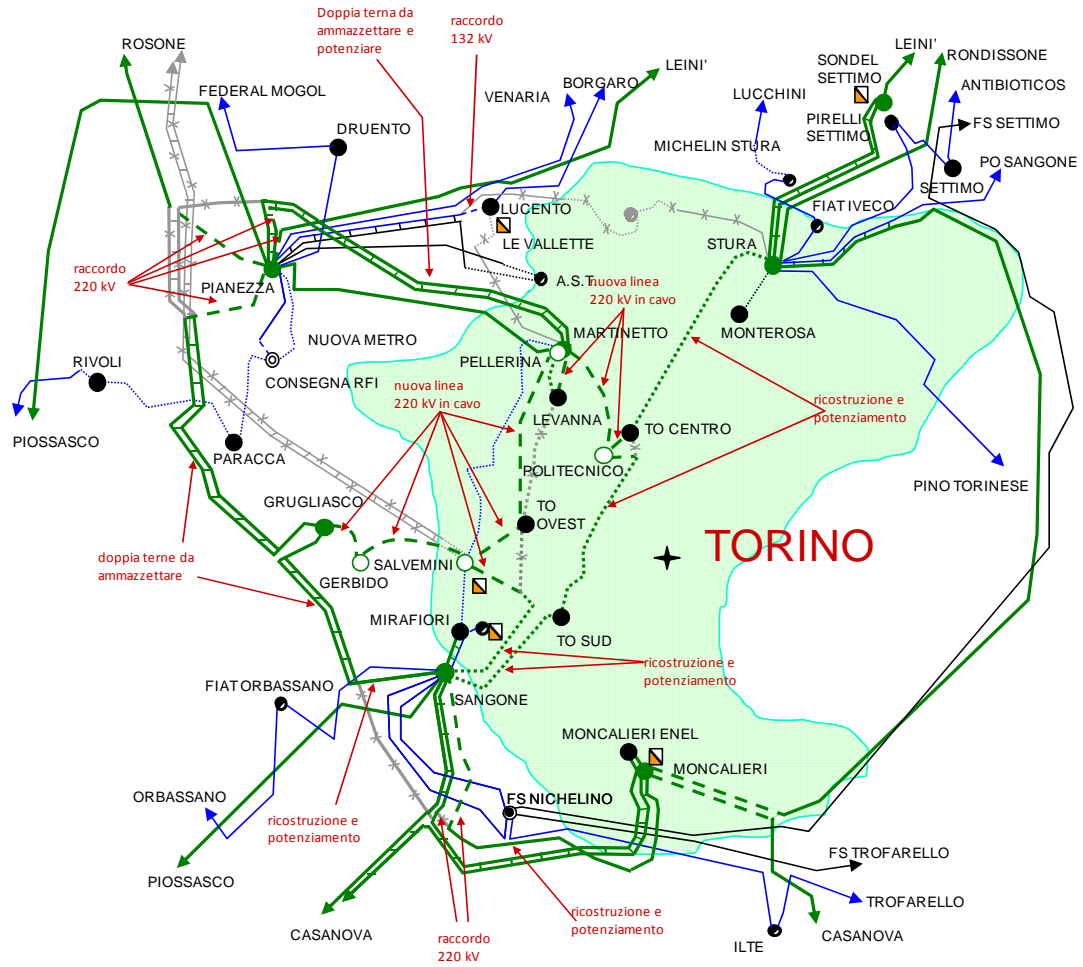 Doppia terna da
ammazzettare e
potenziare
raccordo
132 kV
ROSONE
LEINI'
RONDISSONE
SONDEL
SETTIMO
LEINI'
BORGARO
VENARIA
FEDERAL MOGOL
LUCCHINI
ANTIBIOTICOS
DRUENTO
PIRELLI
SETTIMO
FS SETTIMO
MICHELIN STURA
PO SANGONE
SETTIMO
LUCENTO
FIAT IVECO
LE VALLETTE
STURA
raccordo
220 kV
PIANEZZA
A.S.T.
nuova linea
220 kV in cavo
MARTINETTO
MONTEROSA
NUOVA METRO
PELLERINA
RIVOLI
CONSEGNA RFI
nuova linea
220 kV in cavo
ricostruzione e
potenziamento
LEVANNA
TO CENTRO
PIOSSASCO
PARACCA
POLITECNICO
PINO TORINESE
GRUGLIASCO
TO
OVEST
TORINO
doppia terne da
ammazettare
GERBIDO
SALVEMINI
MIRAFIORI
TO SUD
ricostruzione e
potenziamento
FIAT ORBASSANO
SANGONE
MONCALIERI ENEL
MONCALIERI
ORBASSANO
FS NICHELINO
ricostruzione e
potenziamento
FS TROFARELLO
PIOSSASCO
TROFARELLO
ricostruzione e
potenziamento
CASANOVA
raccordo
220 kV
ILTE
CASANOVA